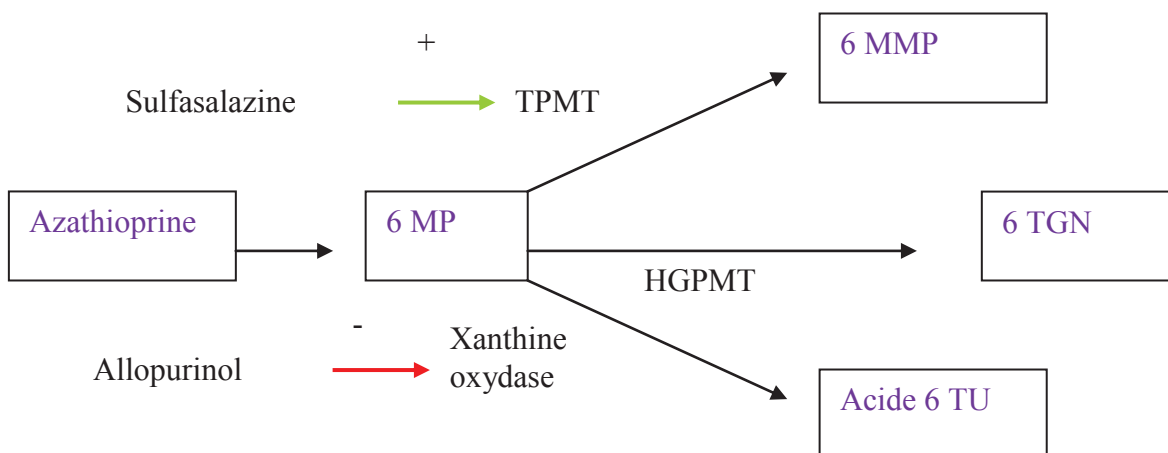 +
6 MMP
Sulfasalazine
TPMT
Azathioprine
6 MP
6 TGN
HGPMT
-
Allopurinol
Xanthine
oxydase
Acide 6 TU